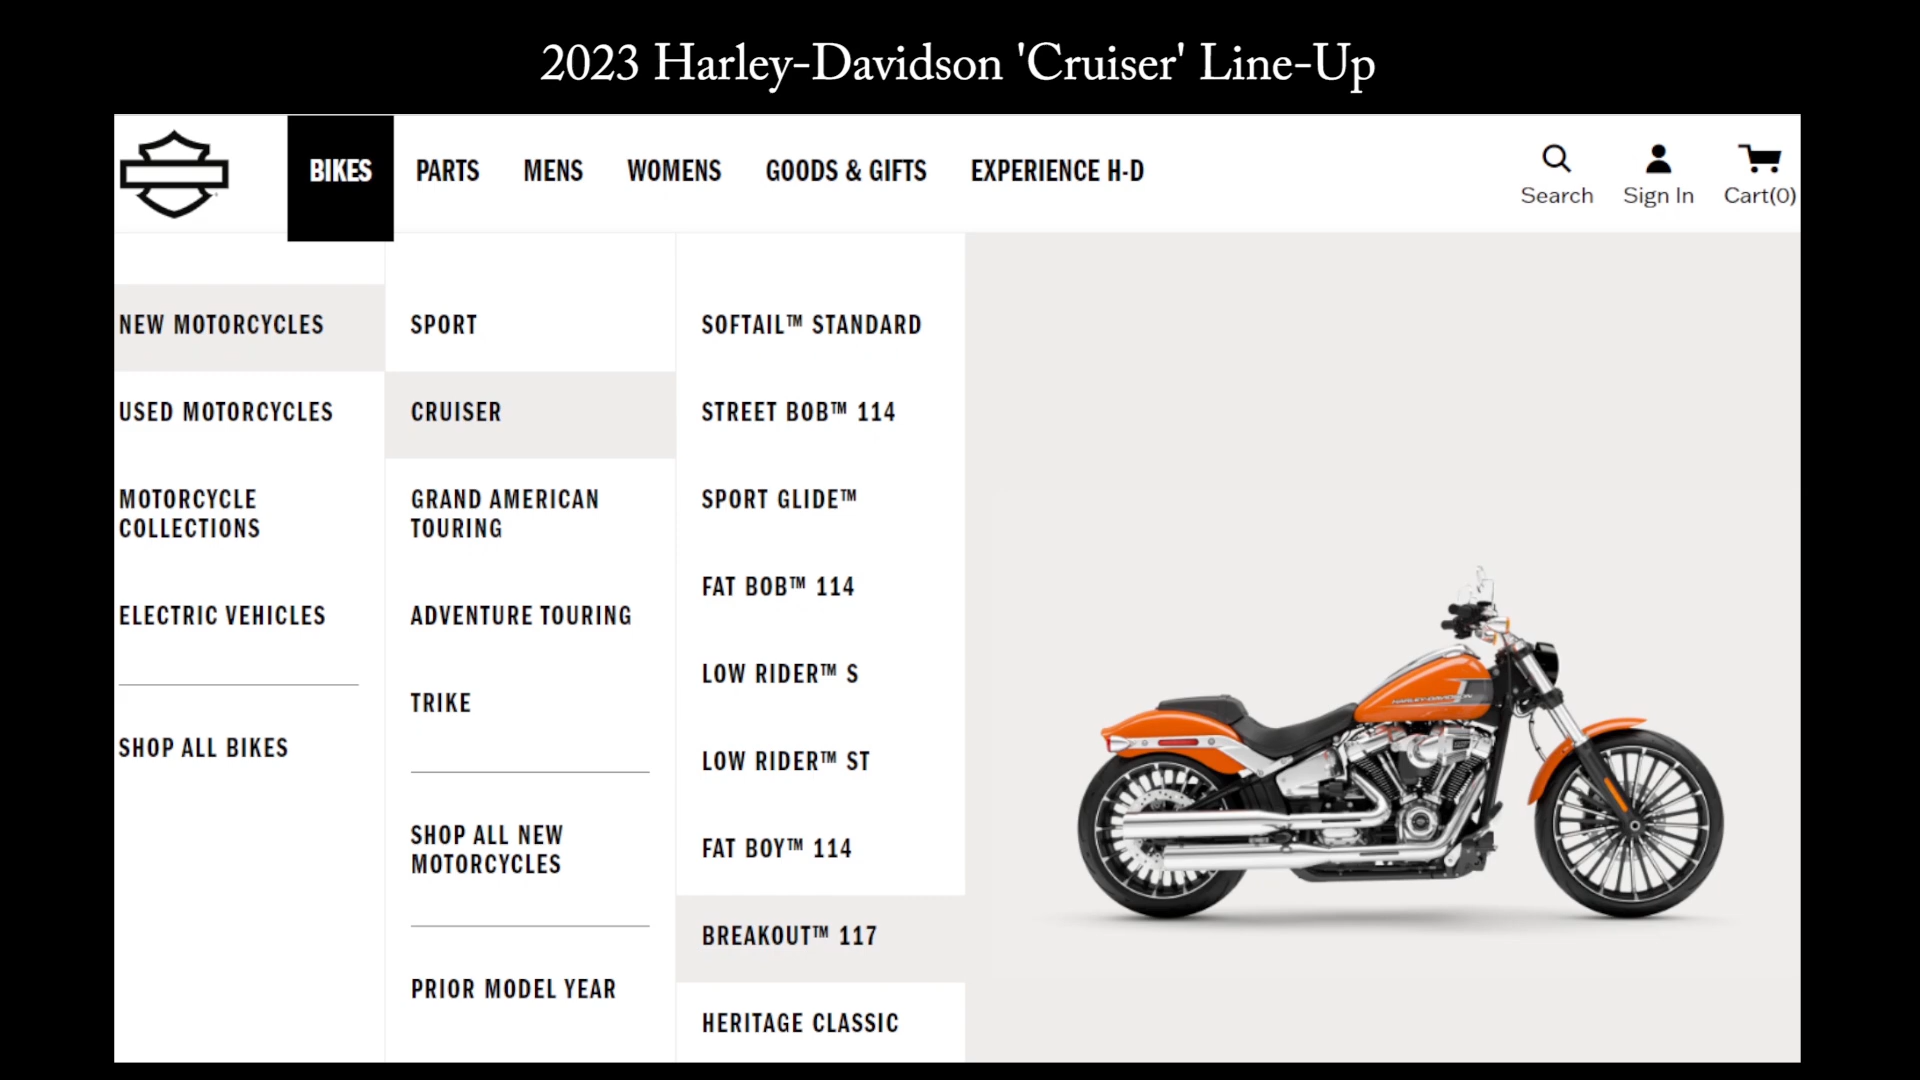 2023 Harley-Davidson 'Cruiser' Line-Up
BIKES
PARTS
MENS
WOMENS
GOODS & GIFTS
EXPERIENCE H-D
Search
Sign In
Cart(0)
NEW MOTORCYCLES
USED MOTORCYCLES
MOTORCYCLE
COLLECTIONS
ELECTRIC VEHICLES
SHOP ALL BIKES
SPORT
CRUISER
GRAND AMERICAN
TOURING
ADVENTURE TOURING
TRIKE
SHOP ALL NEW
MOTORCYCLES
PRIOR MODEL YEAR
SOFTAIL™ STANDARD
STREET BOB™ 114
SPORT GLIDE™
FAT BOB™ 114
LOW RIDER™ S
LOW RIDER™ ST
FAT BOY™ 114
BREAKOUT™ 117
HERITAGE CLASSIC
HARLEY-DAVIDSON